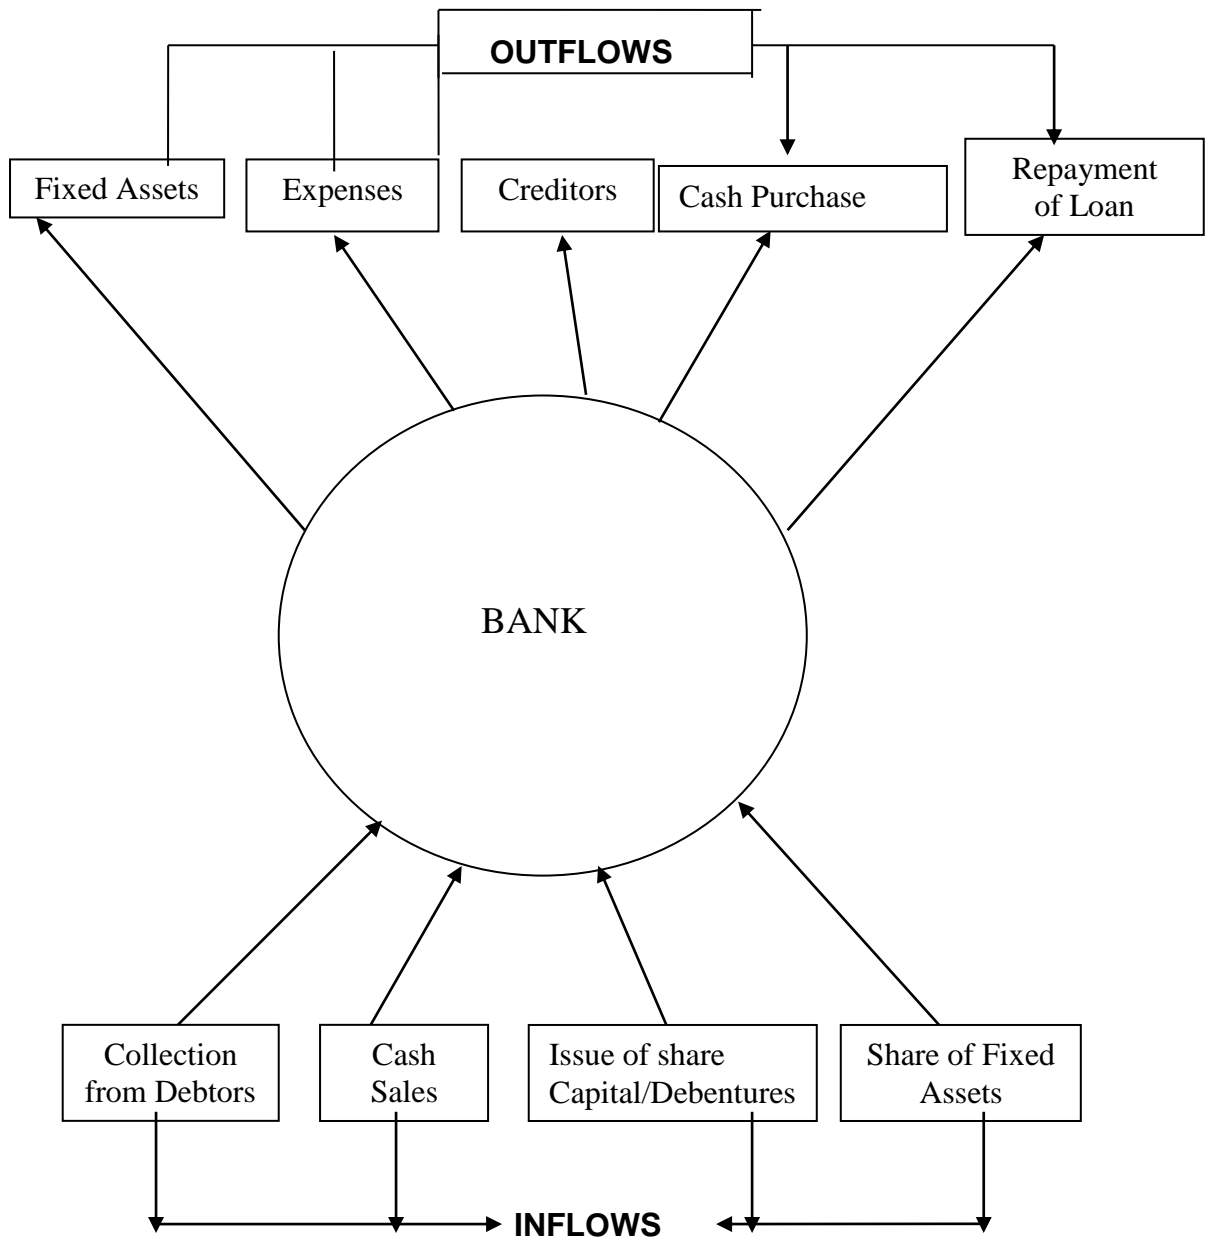 OUTFLOWS
Fixed Assets
Expenses
Creditors
Cash Purchase
Repayment
of Loan
BANK
Collection
from Debtors
Cash
Sales
Issue of share
Capital/Debentures
Share of Fixed
Assets
INFLOWS